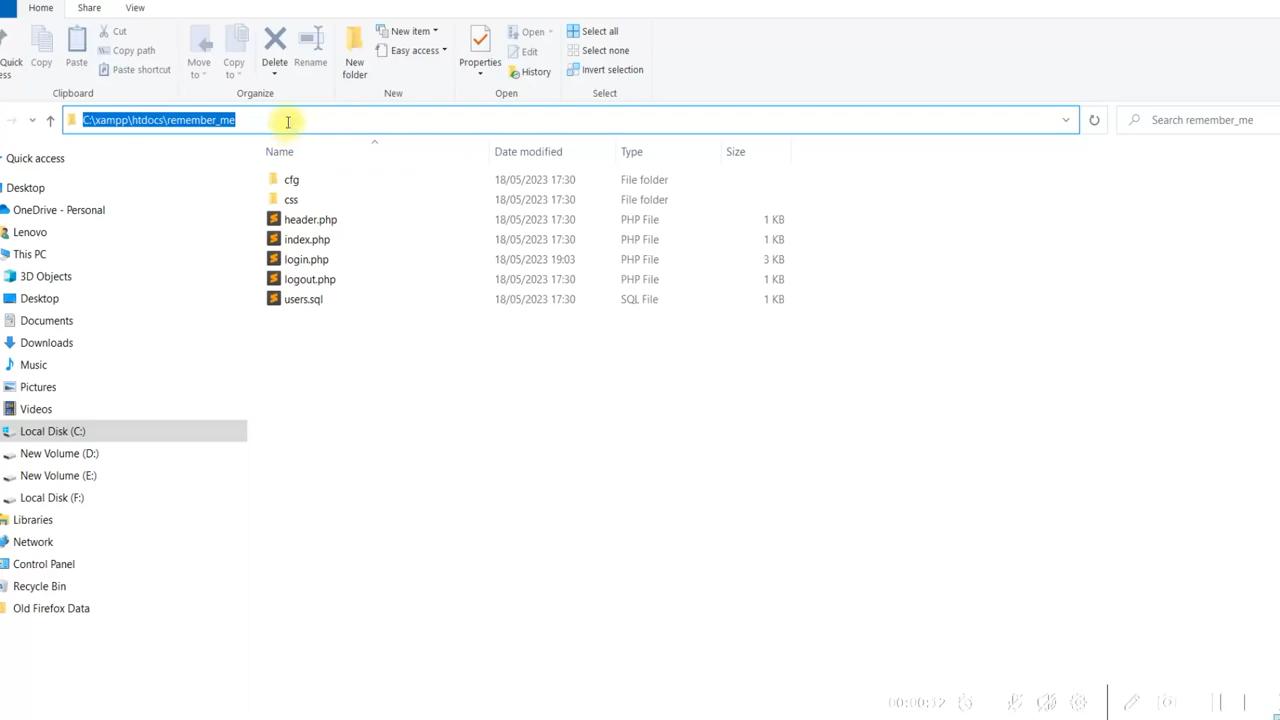 Home Share View
Quick
ess
Copy
Paste
Cut
Copy path
Paste shortcut
Clipboard
Move
to
Copy
to
Delete
Rename
Organize
New
folder
New item
Easy access
New
Properties
Open
Edit
History
Open
Select all
Select none
Invert selection
Select
C:\xampp\htdocs\remember_me
Search remember_me
Quick access
Desktop
OneDrive - Personal
Lenovo
This PC
3D Objects
Desktop
Documents
Downloads
Music
Pictures
Videos
Local Disk (C:)
New Volume (D:)
New Volume (E:)
Local Disk (F:)
Libraries
Network
Control Panel
Recycle Bin
Old Firefox Data
Name Date modified Type Size
cfg 18/05/2023 17:30 File folder
css 18/05/2023 17:30 File folder
header.php 18/05/2023 17:30 PHP File 1 KB
index.php 18/05/2023 17:30 PHP File 1 KB
login.php 18/05/2023 19:03 PHP File 3 KB
logout.php 18/05/2023 17:30 PHP File 1 KB
users.sql 18/05/2023 17:30 SQL File 1 KB